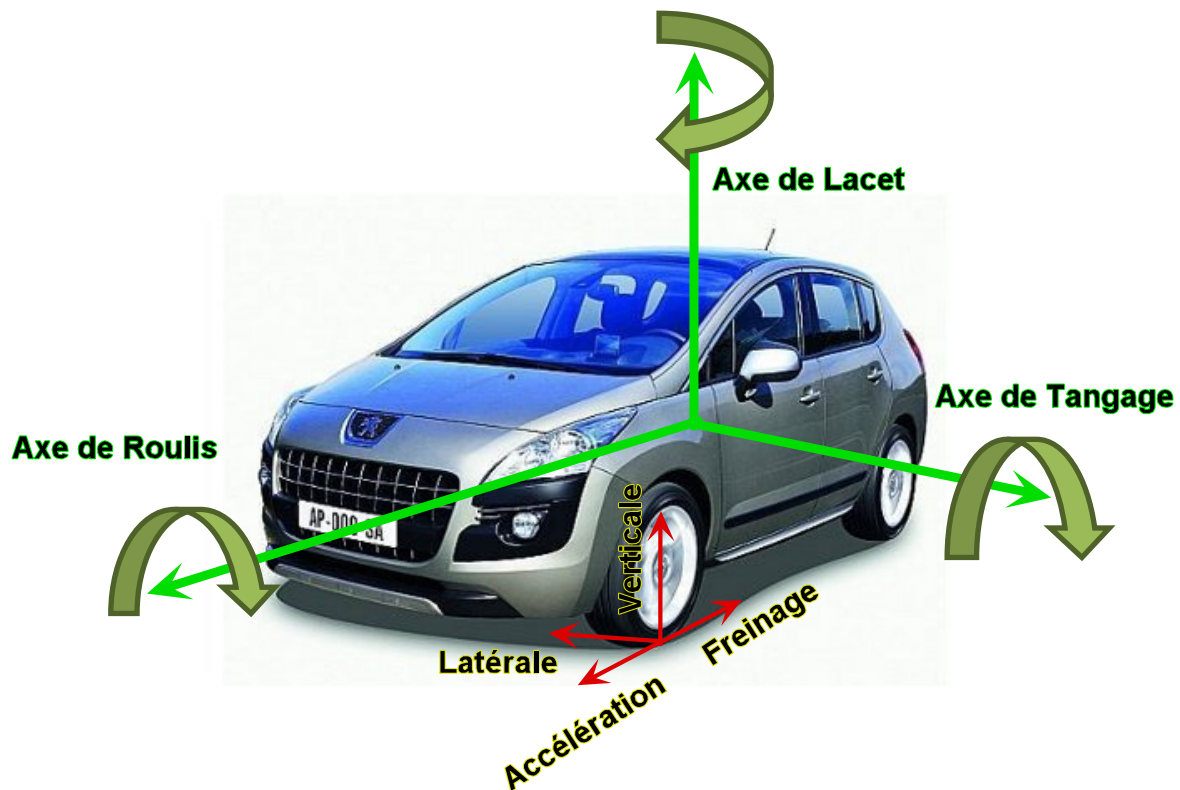 Axe de Lacet
Axe de Tangage
Axe de Roulis
Verticale
Freinage
Latérale
Accélération